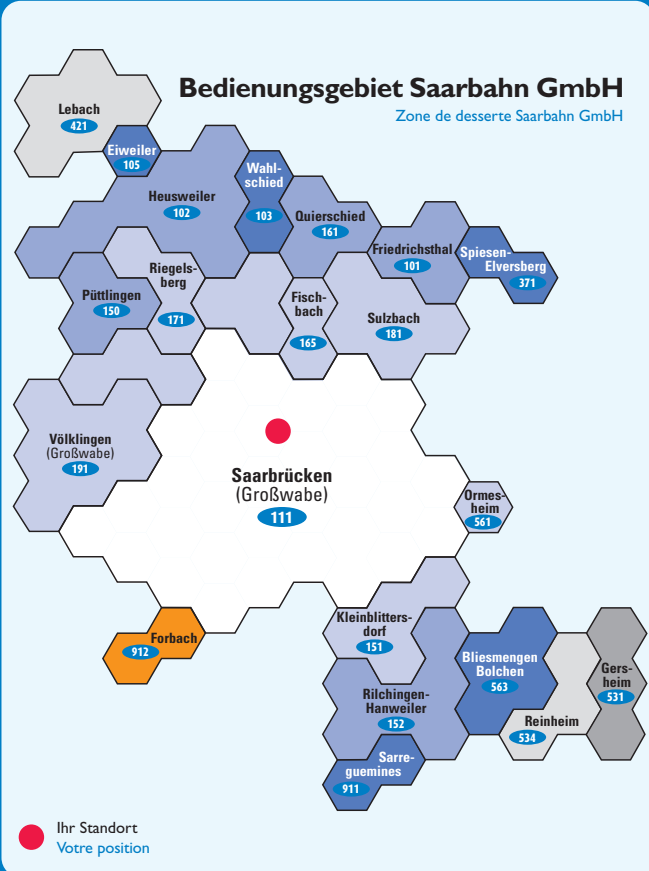 Bedienungsgebiet Saarbahn GmbH
Zone de desserte Saarbahn GmbH
Lebach
421
Eiweiler
105
Heusweiler
102
Wahl-
schied
103
Quierschied
161
Friedrichsthal
101
Spiesen-
Elversberg
371
Püttlingen
150
Riegels-
berg
171
Fisch-
bach
165
Sulzbach
181
Völklingen
(Großwabe)
191
Saarbrücken
(Großwabe)
111
Ormes-
heim
561
Forbach
912
Kleinblitters-
dorf
151
Rilchingen-
Hanweiler
152
Bliesmengen
Bolchen
563
Gers-
heim
531
Reinheim
534
Sarre-
guemines
911
Ihr Standort
Votre position